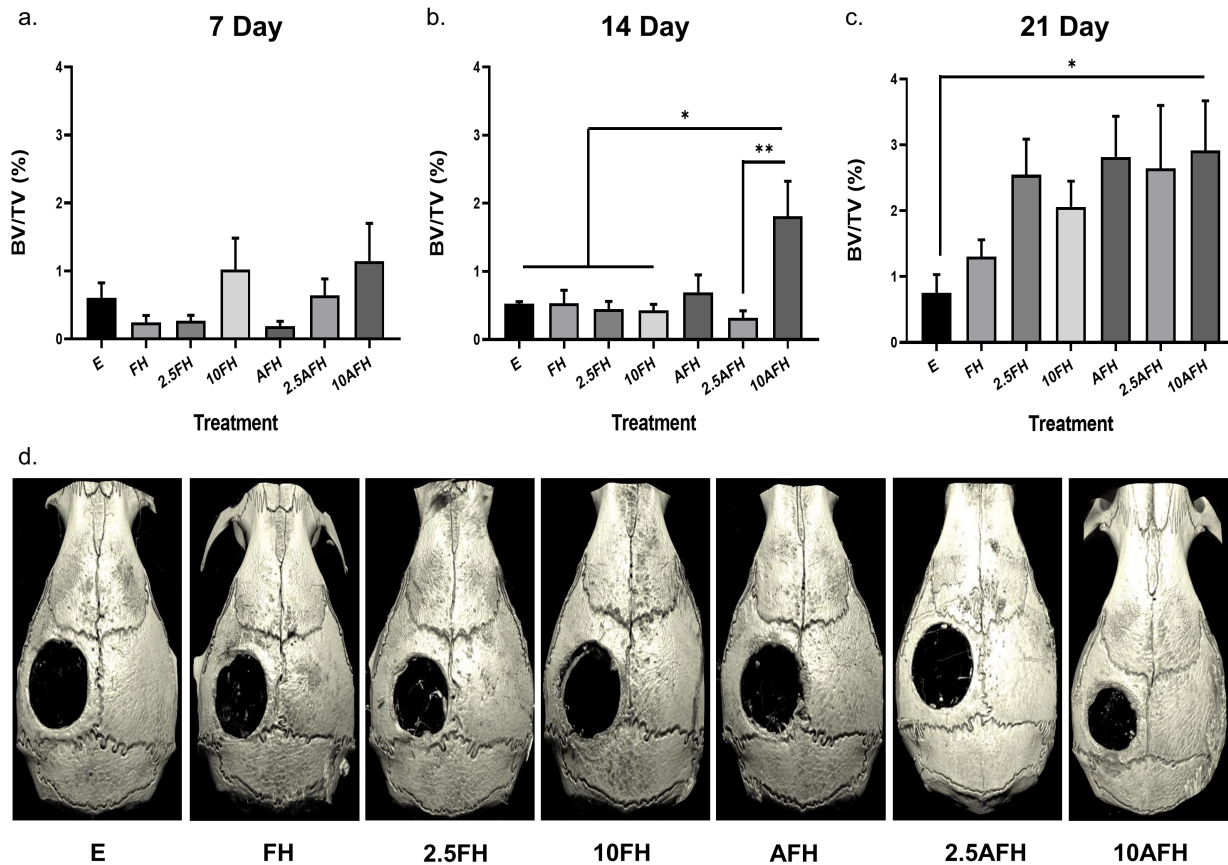 a.
7 Day
BV/TV (%)
4
3
2
1
0
E FH 2.5FH 10FH AFH 2.5AFH 10AFH
Treatment
b.
14 Day
BV/TV (%)
4
3
2
1
0
*
**
E FH 2.5FH 10FH AFH 2.5AFH 10AFH
Treatment
c.
21 Day
BV/TV (%)
4
3
2
1
0
*
E FH 2.5FH 10FH AFH 2.5AFH 10AFH
Treatment
d.
E FH 2.5FH 10FH AFH 2.5AFH 10AFH